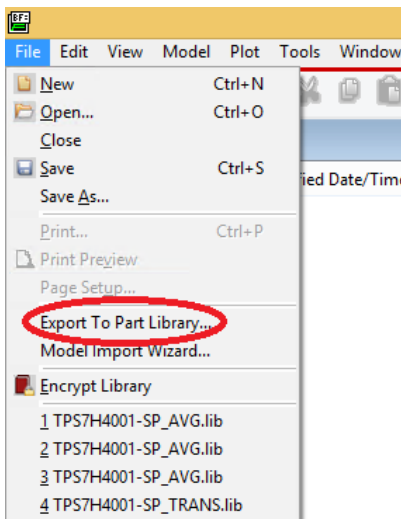 BF=
File Edit View Model Plot Tools Window
New Ctrl+N
Open... Ctrl+O
Close
Save Ctrl+S
ified Date/Time
Save As...
Print... Ctrl+P
Print Preview
Page Setup...
Export To Part Library...
Model Import Wizard...
Encrypt Library
1 TPS7H4001-SP_AVG.lib
2 TPS7H4001-SP_AVG.lib
3 TPS7H4001-SP_AVG.lib
4 TPS7H4001-SP_TRANS.lib